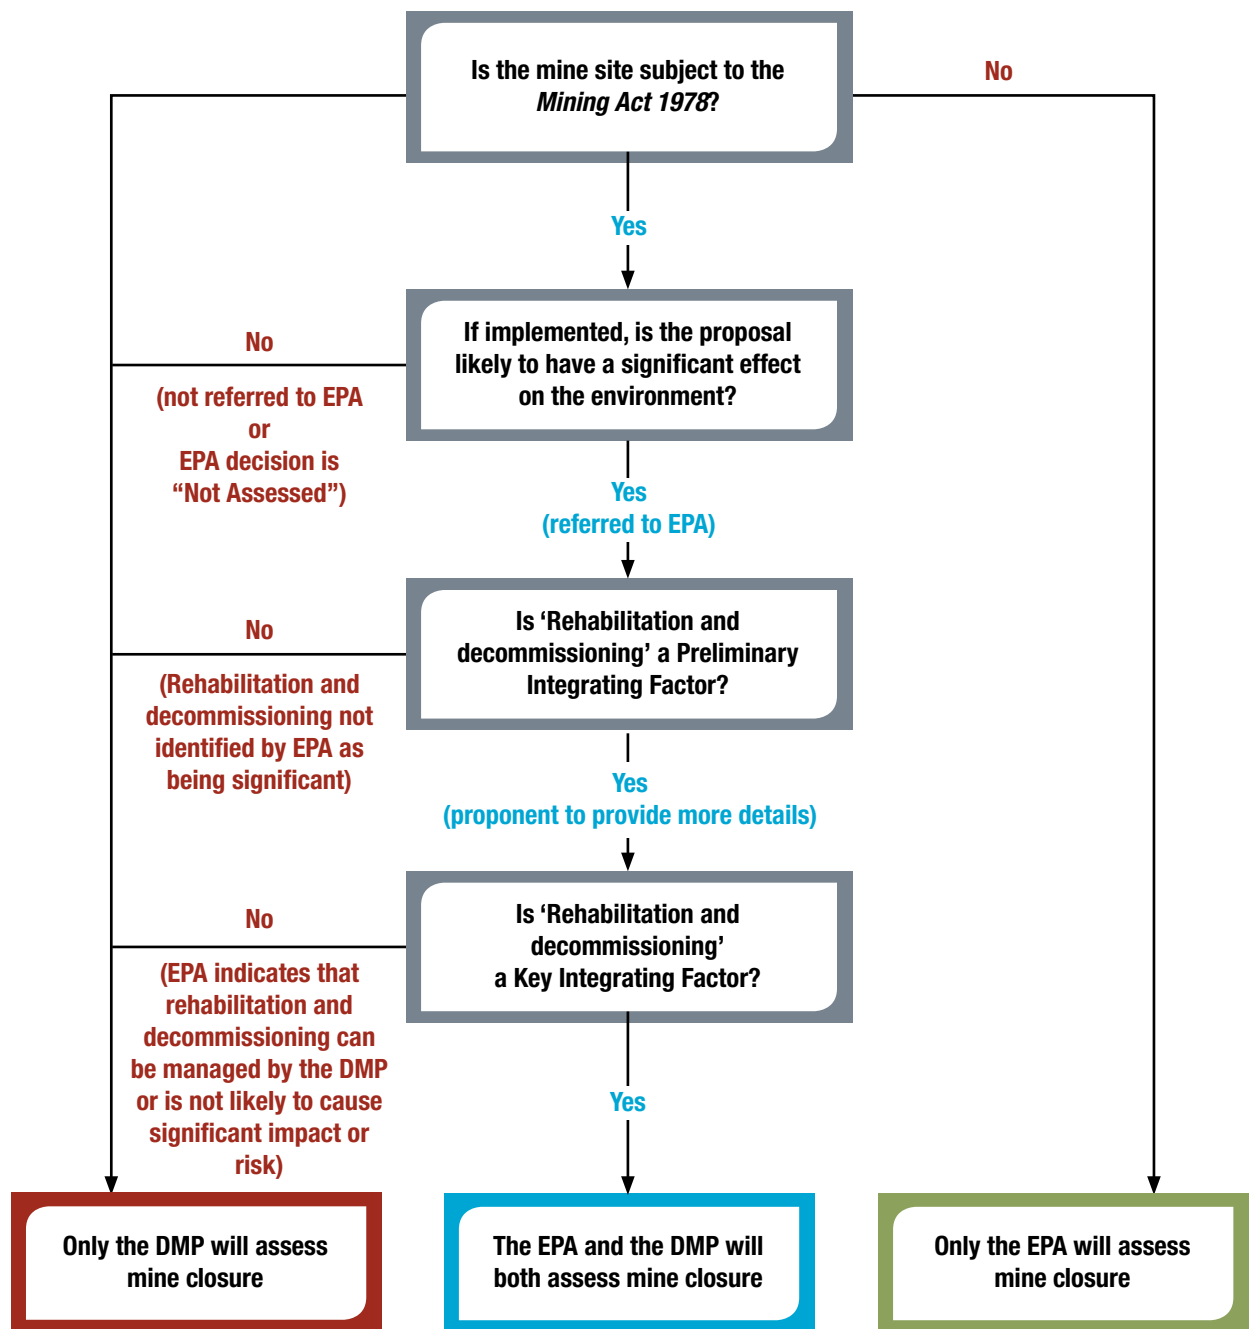 Is the mine site subject to the
Mining Act 1978?
No
Yes
If implemented, is the proposal
likely to have a significant effect
on the environment?
No
(not referred to EPA
or
EPA decision is
“Not Assessed”)
Yes
(referred to EPA)
Is ‘Rehabilitation and
decommissioning’ a Preliminary
Integrating Factor?
No
(Rehabilitation and
decommissioning not
identified by EPA as
being significant)
Yes
(proponent to provide more details)
Is ‘Rehabilitation and
decommissioning’
a Key Integrating Factor?
No
(EPA indicates that
rehabilitation and
decommissioning can
be managed by the DMP
or is not likely to cause
significant impact or
risk)
Yes
Only the DMP will assess
mine closure
The EPA and the DMP will
both assess mine closure
Only the EPA will assess
mine closure